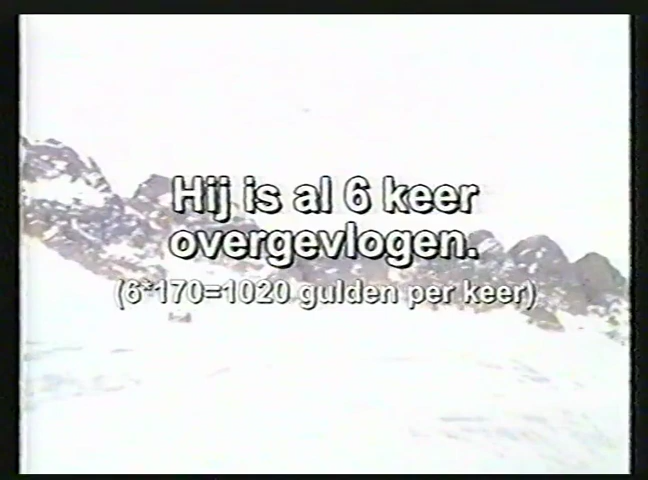 Hij is al 6 keer
overgevlogen.
(6*170=1020 gulden per keer)